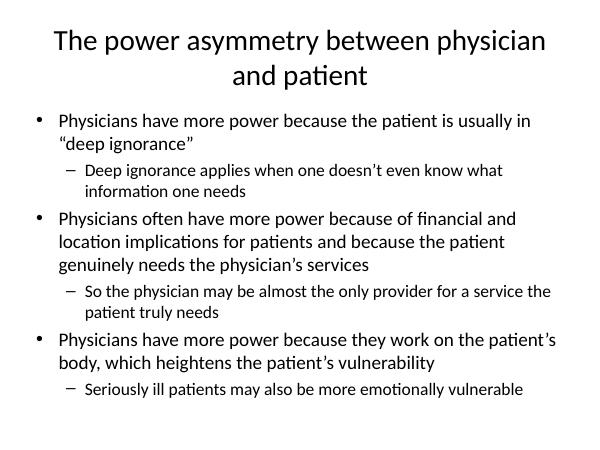 The power asymmetry between physician
and patient
• Physicians have more power because the patient is usually in
“deep ignorance”
– Deep ignorance applies when one doesn’t even know what
information one needs
• Physicians often have more power because of financial and
location implications for patients and because the patient
genuinely needs the physician’s services
– So the physician may be almost the only provider for a service the
patient truly needs
• Physicians have more power because they work on the patient’s
body, which heightens the patient’s vulnerability
– Seriously ill patients may also be more emotionally vulnerable